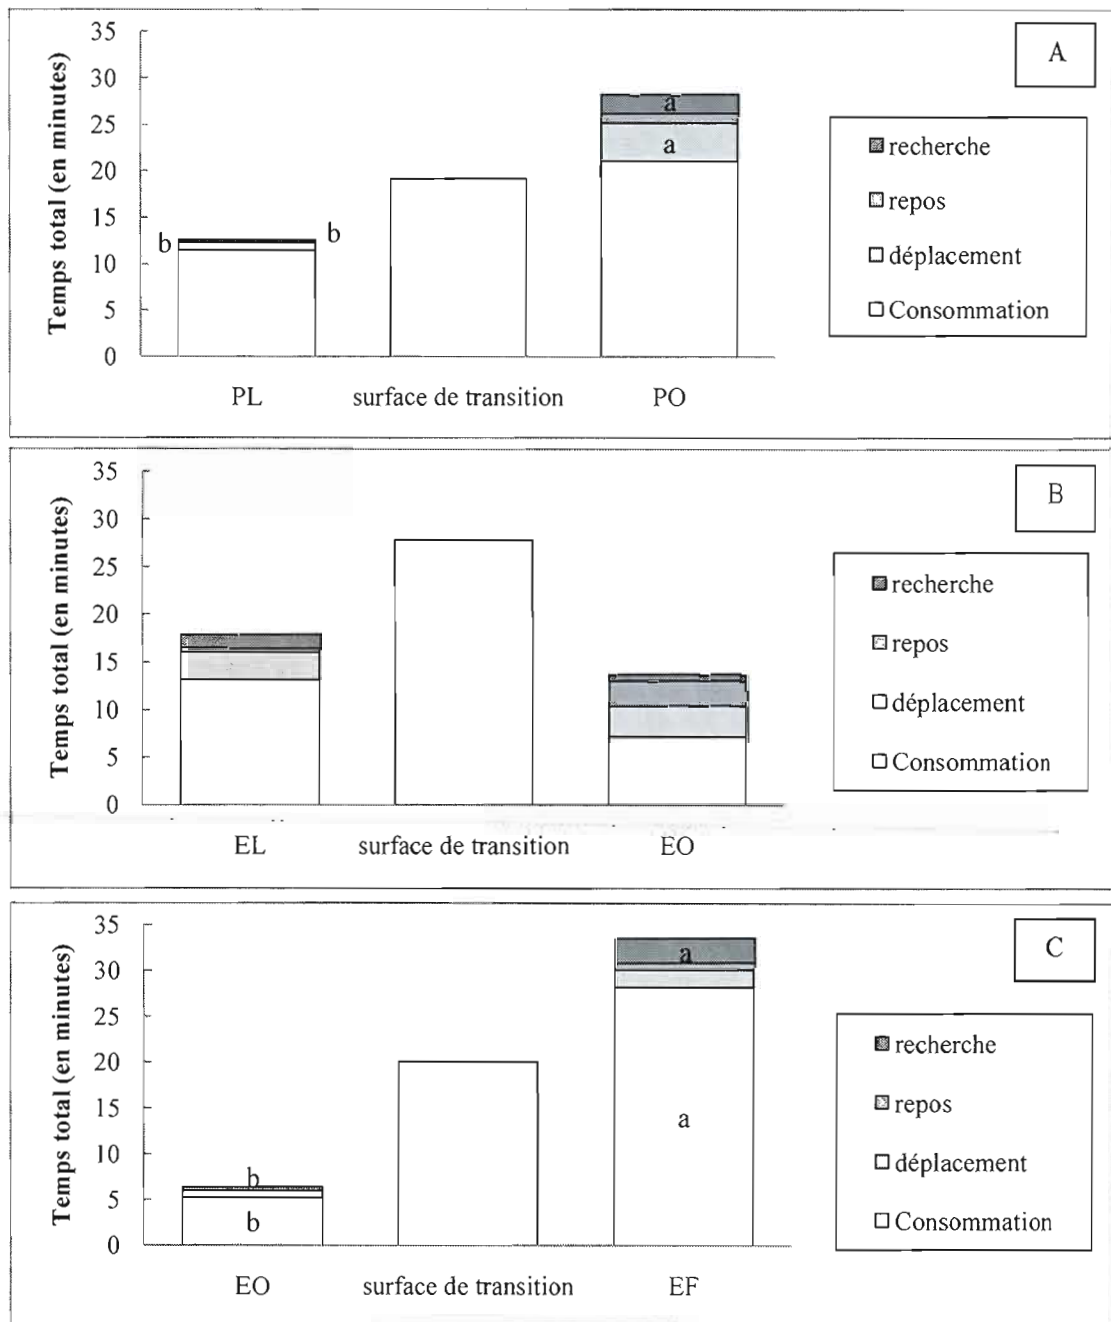 A
Temps total (en minutes)
35
30
25
20
15
10
5
0
b
b
a
a
PL
surface de transition
PO
recherche
repos
déplacement
Consommation
B
Temps total (en minutes)
35
30
25
20
15
10
5
0
EL
surface de transition
EO
recherche
repos
déplacement
Consommation
C
Temps total (en minutes)
35
30
25
20
15
10
5
0
b
b
a
a
EO
surface de transition
EF
recherche
repos
déplacement
Consommation